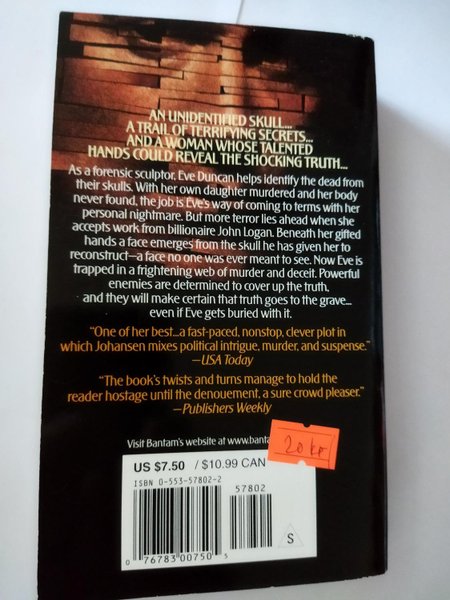 AN UNIDENTIFIED SKULL...
A TRAIL OF TERRIFYING SECRETS...
AND A WOMAN WHOSE TALENTED
HANDS COULD REVEAL THE SHOCKING TRUTH...
As a forensic sculptor, Eve Duncan helps identify the dead from
their skulls. With her own daughter murdered and her body
never found, the job is Eve's way of coming to terms with her
personal nightmare. But more terror lies ahead when she
accepts work from billionaire John Logan. Beneath her gifted
hands a face emerges from the skull he has given her to
reconstruct—a face no one was ever meant to see. Now Eve is
trapped in a frightening web of murder and deceit. Powerful
enemies are determined to cover up the truth,
and they will make certain that truth goes to the grave...
even if Eve gets buried with it.
"One of her best...a fast-paced, nonstop, clever plot in
which Johansen mixes political intrigue, murder, and suspense."
—USA Today
"The book's twists and turns manage to hold the
reader hostage until the denouement, a sure crowd pleaser."
—Publishers Weekly
Visit Bantam's website at www.banta
20 kr
US $7.50 / $10.99 CAN
ISBN 0-553-57802-2
57802
0 76783 00750 3
S